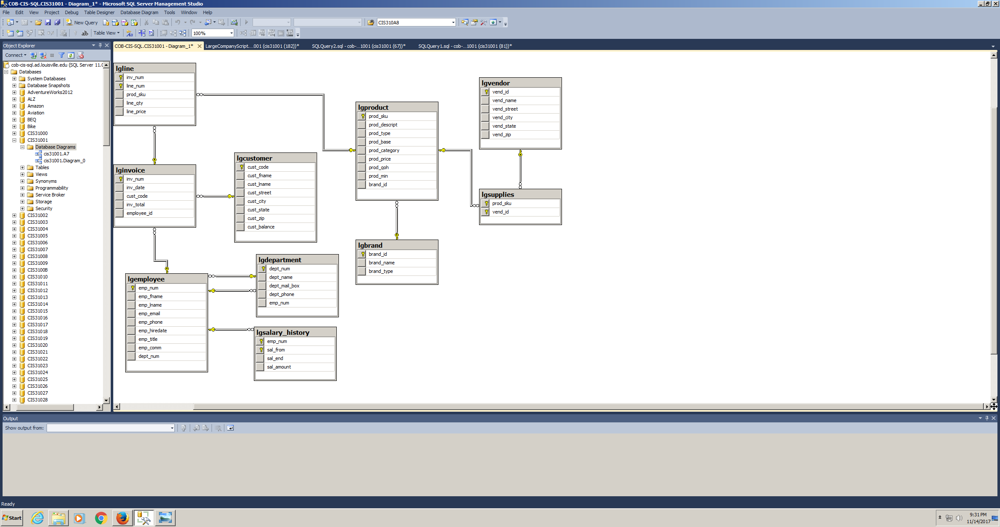 COB-CIS-SQL.CIS31001 - Diagram_1* - Microsoft SQL Server Management Studio
File Edit View Project Debug Table Designer Database Diagram Tools Window Help
New Query CIS310A8
a|b Table View 100%
Object Explorer
COB-CIS-SQL.CIS31001 - Diagram_1* LargeCompanyScript....001 (cis31001 (182))* SQLQuery2.sql - cob-...1001 (cis31001 (67))* SQLQuery1.sql - cob-...1001 (cis31001 (81))*
Connect
cob-cis-sql.ad.louisville.edu (SQL Server 11.0
Databases
System Databases
Database Snapshots
AdventureWorks2012
ALZ
Amazon
Aviation
BEQ
Bike
CIS31000
CIS31001
Database Diagrams
cis31001.A7
cis31001.Diagram_0
Tables
Views
Synonyms
Programmability
Service Broker
Storage
Security
CIS31002
CIS31003
CIS31004
CIS31005
CIS31006
CIS31007
CIS31008
CIS31009
CIS3100B
CIS31010
CIS31011
CIS31012
CIS31013
CIS31014
CIS31015
CIS31016
CIS31017
CIS31018
CIS31019
CIS31020
CIS31021
CIS31022
CIS31023
CIS31024
CIS31025
CIS31026
CIS31027
CIS31028
lgline
inv_num
line_num
prod_sku
line_qty
line_price
lginvoice
inv_num
inv_date
cust_code
inv_total
employee_id
lgcustomer
cust_code
cust_fname
cust_lname
cust_street
cust_city
cust_state
cust_zip
cust_balance
lgemployee
emp_num
emp_fname
emp_lname
emp_email
emp_phone
emp_hiredate
emp_title
emp_comm
dept_num
lgdepartment
dept_num
dept_name
dept_mail_box
dept_phone
emp_num
lgsalary_history
emp_num
sal_from
sal_end
sal_amount
lgproduct
prod_sku
prod_descript
prod_type
prod_base
prod_category
prod_price
prod_qoh
prod_min
brand_id
lgbrand
brand_id
brand_name
brand_type
lgvendor
vend_id
vend_name
vend_street
vend_city
vend_state
vend_zip
lgsupplies
prod_sku
vend_id
Output
Show output from:
Ready
Start
9:31 PM
11/14/2017